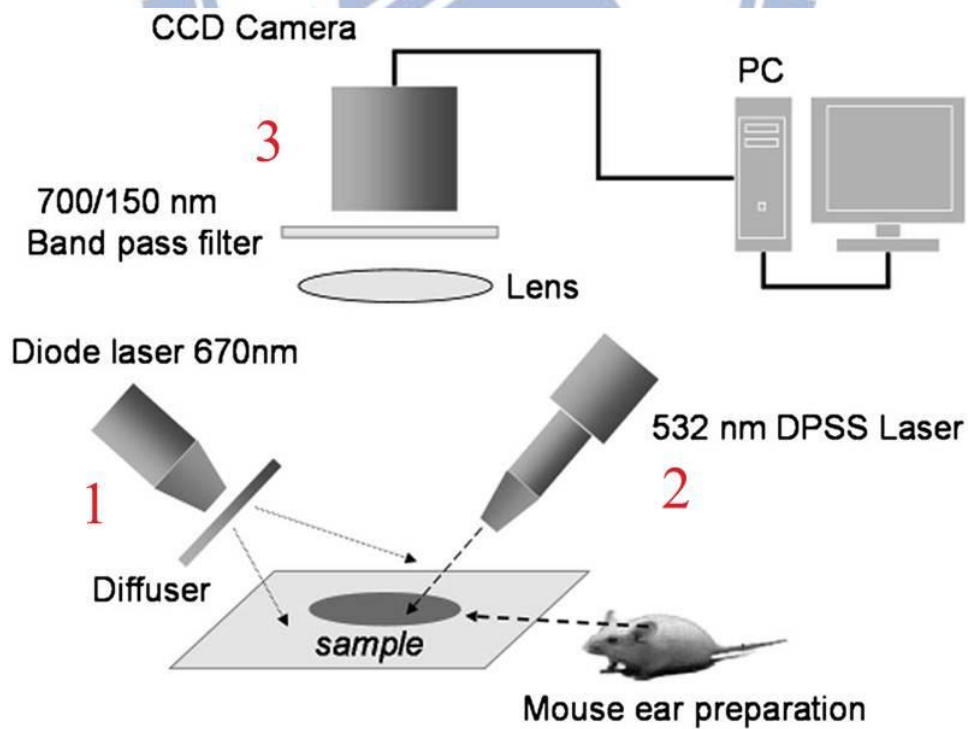 CCD Camera
PC
3
700/150 nm
Band pass filter
Lens
Diode laser 670nm
532 nm DPSS Laser
1
2
Diffuser
sample
Mouse ear preparation